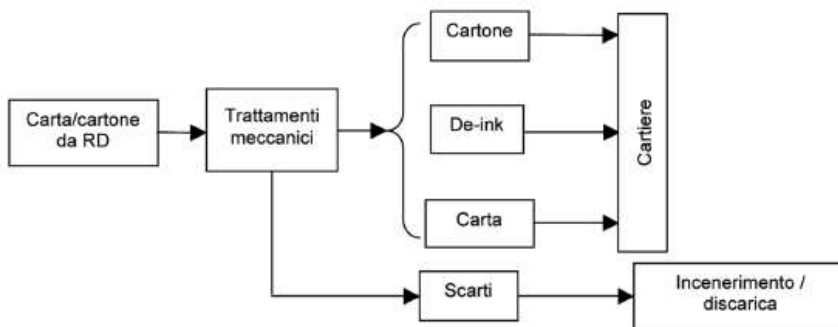 Carta/cartone
da RD
Trattamenti
meccanici
Cartone
De-ink
Carta
Cartiere
Scarti
Incenerimento /
discarica